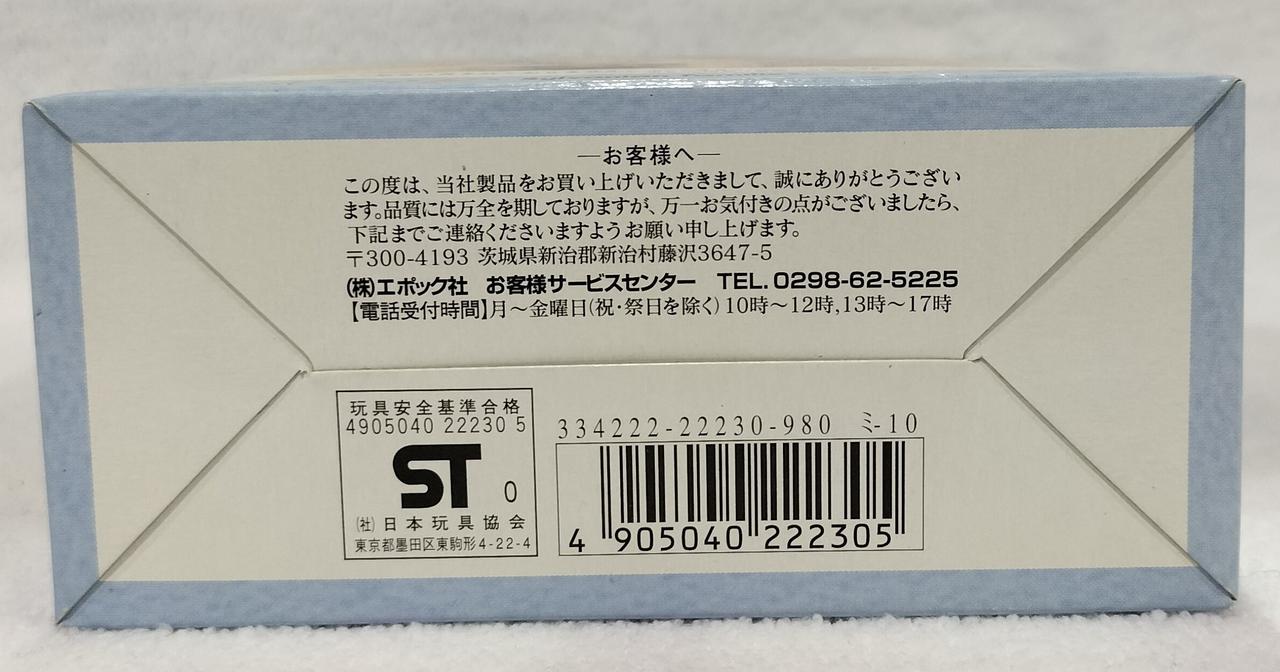 ―お客様へ―
この度は、当社製品をお買い上げいただきまして、誠にありがとうござい
ます。品質には万全を期しておりますが、万一お気付きの点がございましたら、
下記までご連絡くださいますようお願い申し上げます。
〒300-4193 茨城県新治郡新治村藤沢3647-5
(株)エポック社 お客様サービスセンター TEL.0298-62-5225
【電話受付時間】月～金曜日(祝・祭日を除く)10時～12時,13時～17時
玩具安全基準合格
4905040 22230 5
ST 0
(社)日本玩具協会
東京都墨田区東駒形4-22-4
334222-22230-980 ミ-10
4 905040 222305